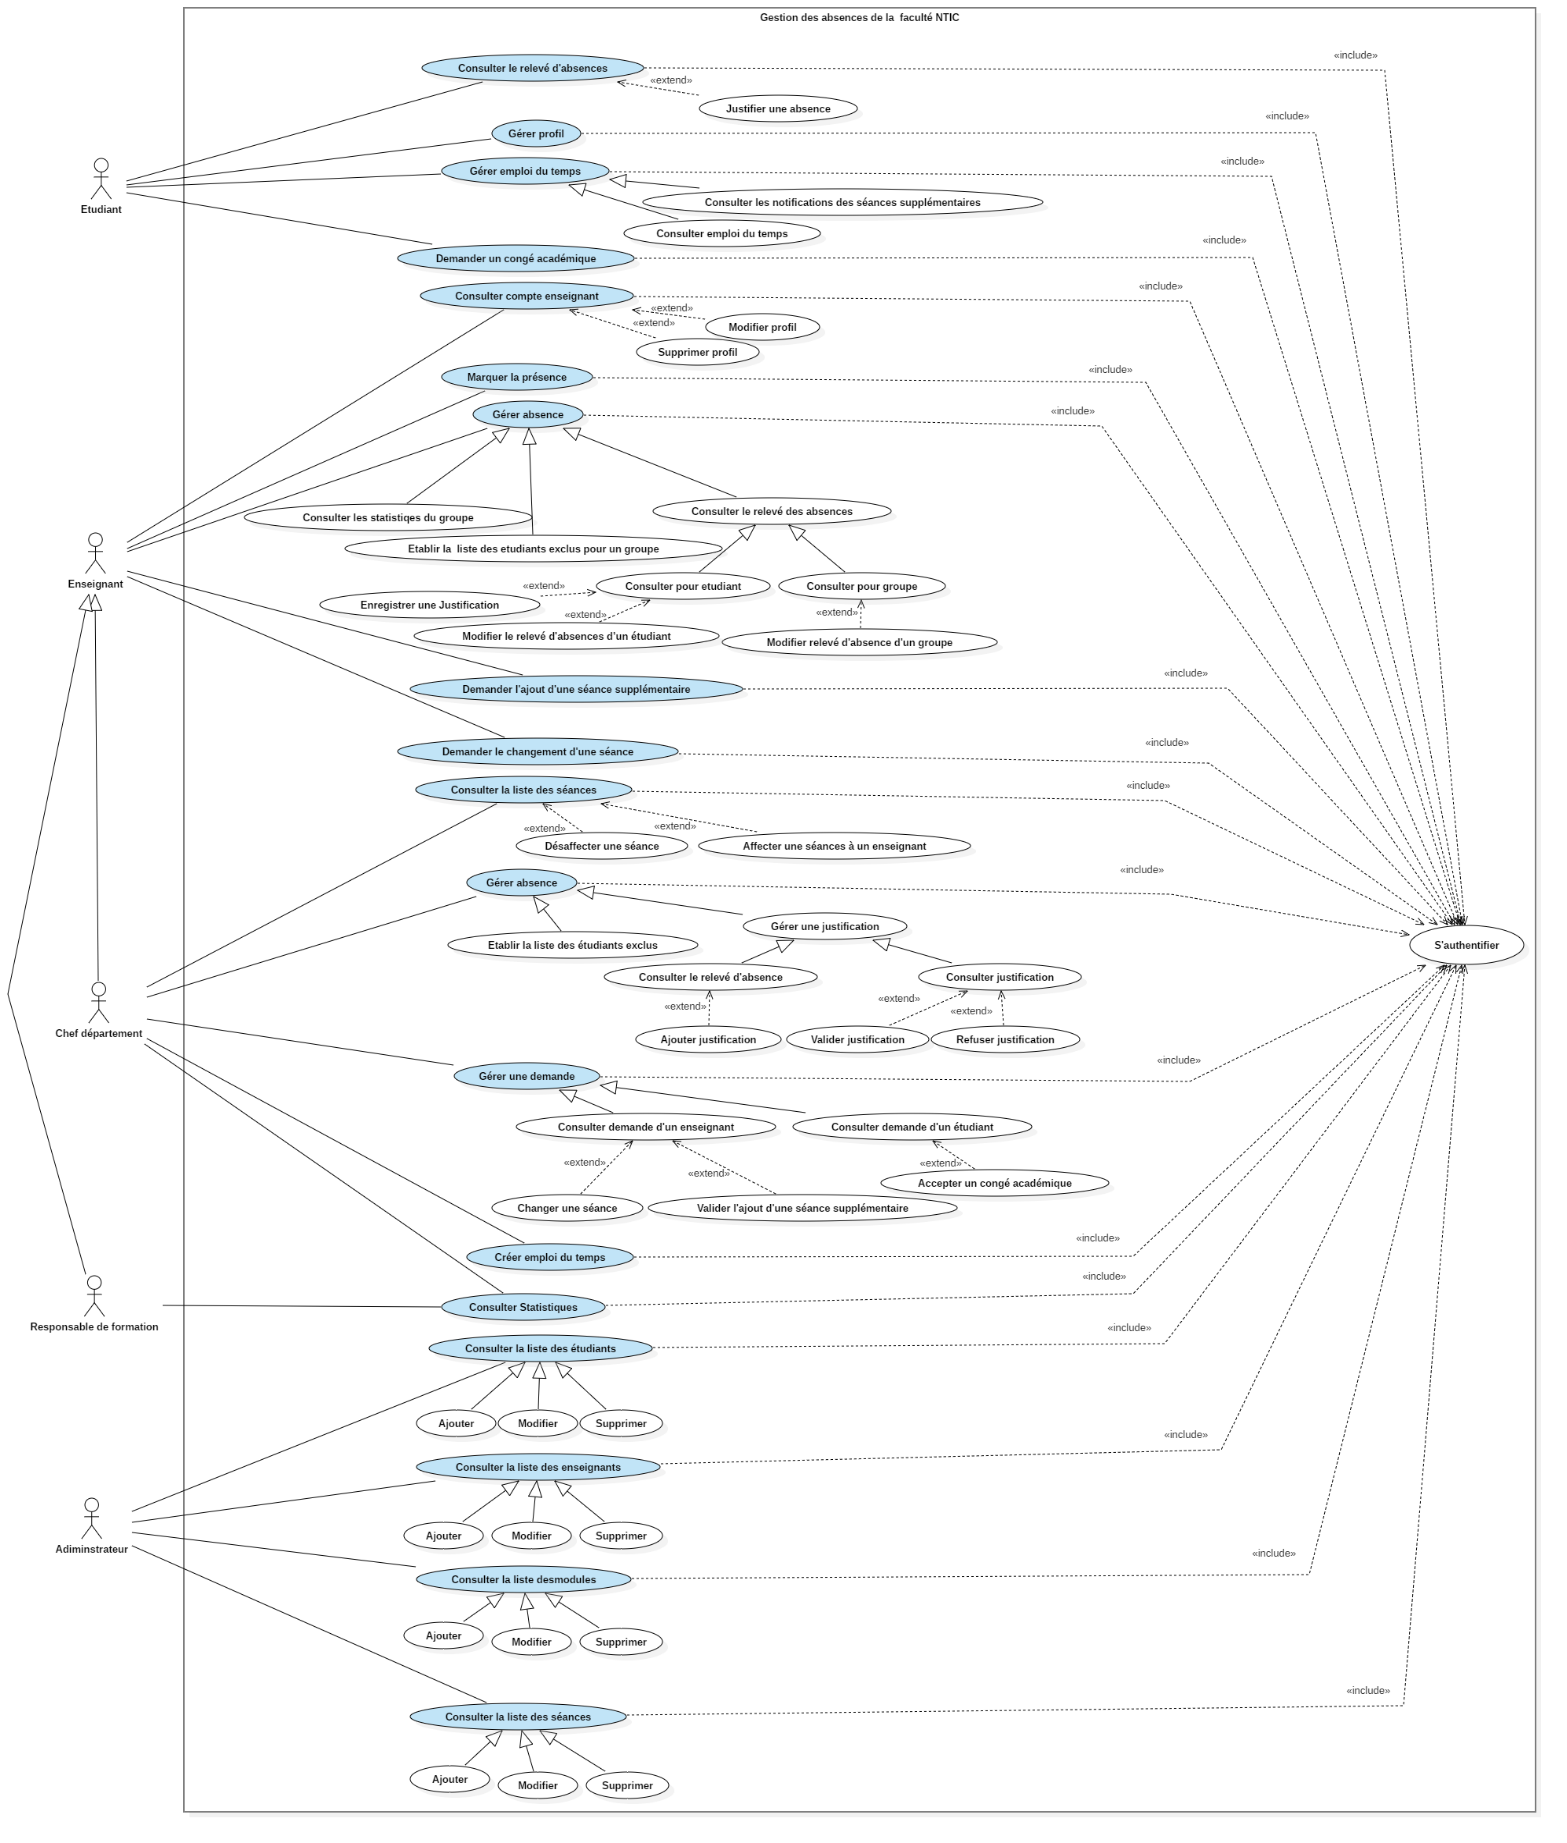 Gestion des absences de la  faculté NTIC
«include»
Consulter le relevé d'absences
«extend»
Justifier une absence
«include»
Gérer profil
«include»
Gérer emploi du temps
Consulter les notifications des séances supplémentaires
Etudiant
Consulter emploi du temps
«include»
Demander un congé académique
«include»
Consulter compte enseignant
«extend»
Modifier profil
«extend»
Supprimer profil
«include»
Marquer la présence
«include»
Gérer absence
Consulter le relevé des absences
Consulter les statistiqes du groupe
Etablir la  liste des etudiants exclus pour un groupe
Enseignant
«extend»
Consulter pour etudiant
Consulter pour groupe
Enregistrer une Justification
«extend»
«extend»
Modifier le relevé d'absences d'un étudiant
Modifier relevé d'absence d'un groupe
«include»
Demander l'ajout d'une séance supplémentaire
«include»
Demander le changement d'une séance
«include»
Consulter la liste des séances
«extend»
«extend»
Désaffecter une séance
Affecter une séances à un enseignant
«include»
Gérer absence
Gérer une justification
Etablir la liste des étudiants exclus
S'authentifier
Consulter le relevé d'absence
Consulter justification
«extend»
«extend»
«extend»
Chef département
Ajouter justification
Valider justification
Refuser justification
«include»
Gérer une demande
Consulter demande d'un enseignant
Consulter demande d'un étudiant
«extend»
«extend»
«extend»
Accepter un congé académique
Changer une séance
Valider l'ajout d'une séance supplémentaire
«include»
Créer emploi du temps
«include»
Consulter Statistiques
Responsable de formation
«include»
Consulter la liste des étudiants
Ajouter
Modifier
Supprimer
«include»
Consulter la liste des enseignants
Ajouter
Modifier
Supprimer
Adiminstrateur
«include»
Consulter la liste desmodules
Ajouter
Modifier
Supprimer
«include»
Consulter la liste des séances
Ajouter
Modifier
Supprimer